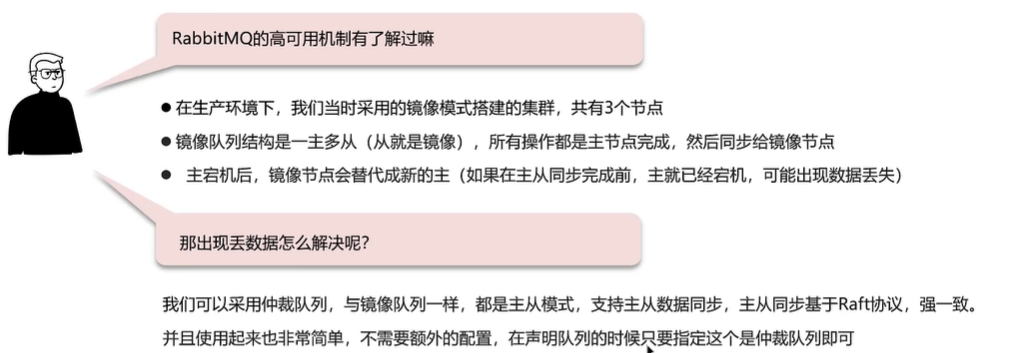 RabbitMQ的高可用机制有了解过嘛
● 在生产环境下，我们当时采用的镜像模式搭建的集群，共有3个节点
● 镜像队列结构是一主多从（从就是镜像），所有操作都是主节点完成，然后同步给镜像节点
● 主宕机后，镜像节点会替代成新的主（如果在主从同步完成前，主就已经宕机，可能出现数据丢失）
那出现丢数据怎么解决呢？
我们可以采用仲裁队列，与镜像队列一样，都是主从模式，支持主从数据同步，主从同步基于Raft协议，强一致。
并且使用起来也非常简单，不需要额外的配置，在声明队列的时候只要指定这个是仲裁队列即可